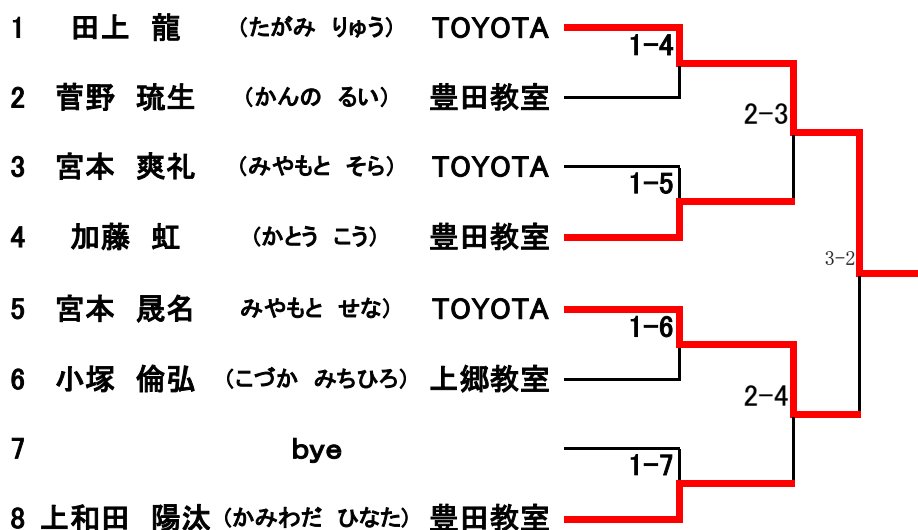 1 田上 龍 (たがみ りゅう) TOYOTA
1-4
2 菅野 琉生 (かんの るい) 豊田教室
2-3
3 宮本 爽礼 (みやもと そら) TOYOTA
1-5
4 加藤 虹 (かとう こう) 豊田教室
3-2
5 宮本 晟名 みやもと せな) TOYOTA
1-6
6 小塚 倫弘 (こづか みちひろ) 上郷教室
2-4
7 bye
1-7
8 上和田 陽汰 (かみわだ ひなた) 豊田教室